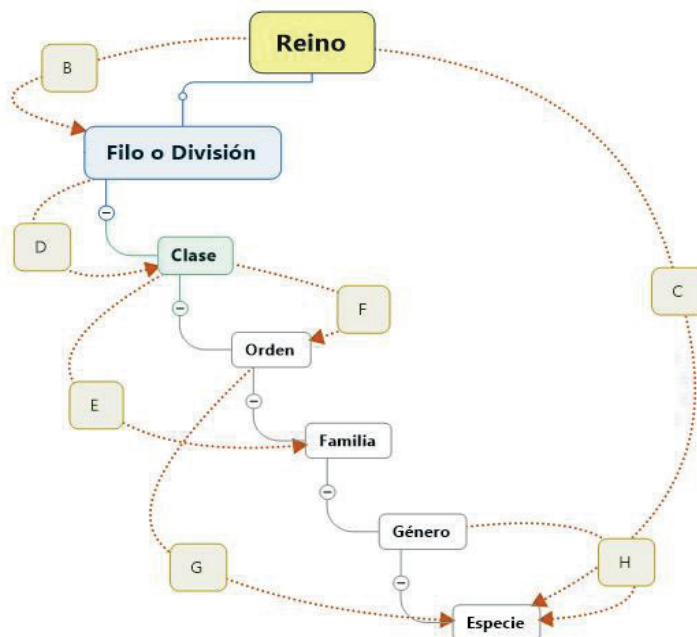 Reino
B
Filo o División
D
Clase
C
F
Orden
E
Familia
Género
H
G
Especie